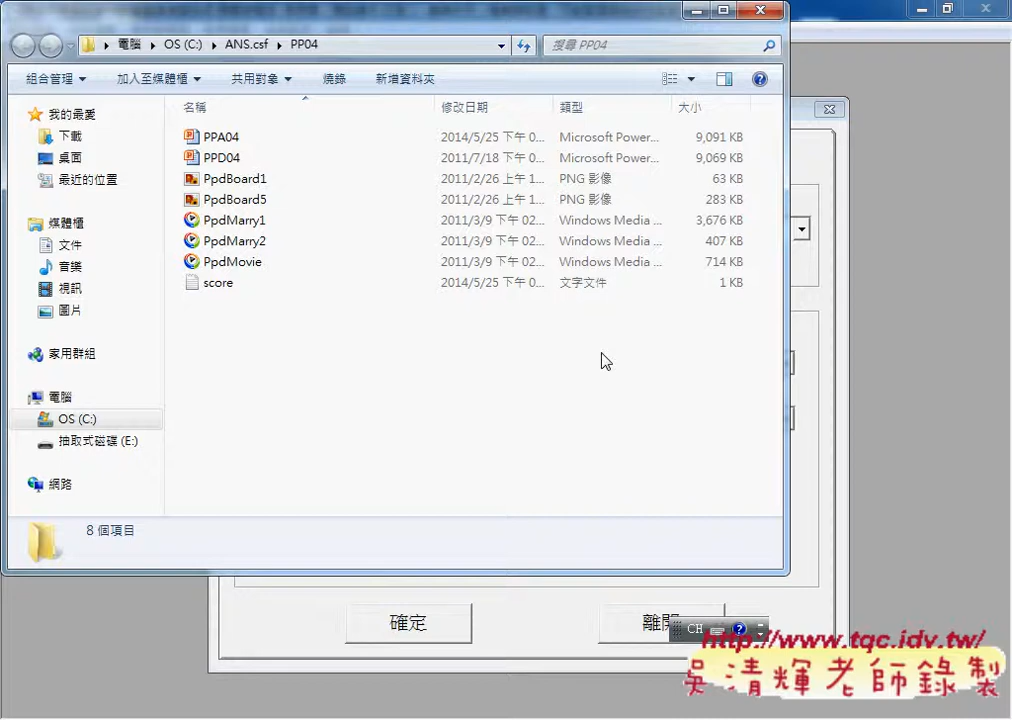 電腦 OS (C:) ANS.csf PP04
搜尋 PP04
組合管理 加入至媒體櫃 共用對象 燒錄 新增資料夾
名稱 修改日期 類型 大小
我的最愛
下載
桌面
最近的位置
媒體櫃
文件
音樂
視訊
圖片
家用群組
電腦
OS (C:)
抽取式磁碟 (E:)
網路
PPA04 2014/5/25 下午 0... Microsoft Power... 9,091 KB
PPD04 2011/7/18 下午 0... Microsoft Power... 9,069 KB
PpdBoard1 2011/2/26 上午 1... PNG 影像 63 KB
PpdBoard5 2011/2/26 上午 1... PNG 影像 283 KB
PpdMarry1 2011/3/9 下午 02... Windows Media ... 3,676 KB
PpdMarry2 2011/3/9 下午 02... Windows Media ... 407 KB
PpdMovie 2011/3/9 下午 02... Windows Media ... 714 KB
score 2014/5/25 下午 0... 文字文件 1 KB
8 個項目
確定
離開
CH
http://www.tqc.idv.tw/
吳清輝老師錄製